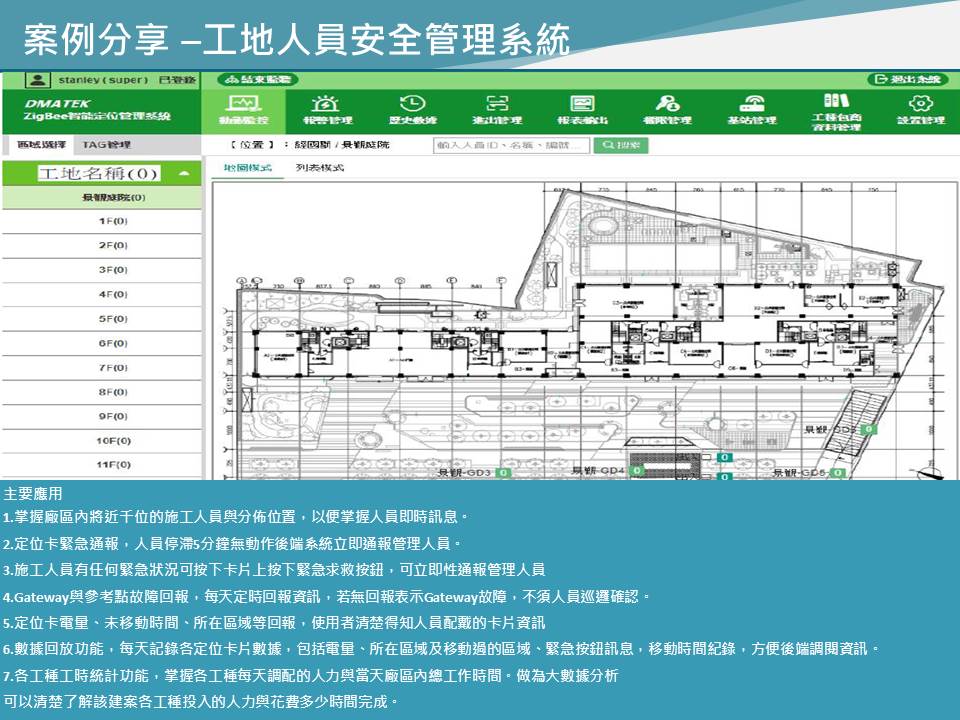 案例分享 –工地人員安全管理系統
stanley ( super ) 已登錄
結束監聽
退出系統
DMATEK
ZigBee智能定位管理系統
動態監控
報警管理
歷史軌跡
進出管理
報表輸出
權限管理
基站管理
工種包商
資料管理
設置管理
區域選擇
TAG管理
【 位置 】 : 經國關 / 景觀庭院
輸入人員ID、名稱、編號...
搜索
地圖模式
列表模式
工地名稱(0)
景觀庭院(0)
1F(0)
2F(0)
3F(0)
4F(0)
5F(0)
6F(0)
7F(0)
8F(0)
9F(0)
10F(0)
11F(0)
景觀-GD3 0
景觀-GD4 0
0
0
景觀-GD5 0
主要應用
1.掌握廠區內將近千位的施工人員與分佈位置，以便掌握人員即時訊息。
2.定位卡緊急通報，人員停滯5分鐘無動作後端系統立即通報管理人員。
3.施工人員有任何緊急狀況可按下卡片上按下緊急求救按鈕，可立即性通報管理人員
4.Gateway與參考點故障回報，每天定時回報資訊，若無回報表示Gateway故障，不須人員巡邏確認。
5.定位卡電量、未移動時間、所在區域等回報，使用者清楚得知人員配戴的卡片資訊
6.數據回放功能，每天記錄各定位卡片數據，包括電量、所在區域及移動過的區域、緊急按鈕訊息，移動時間紀錄，方便後端調閱資訊。
7.各工種工時統計功能，掌握各工種每天調配的人力與當天廠區內總工作時間。做為大數據分析
可以清楚了解該建案各工種投入的人力與花費多少時間完成。